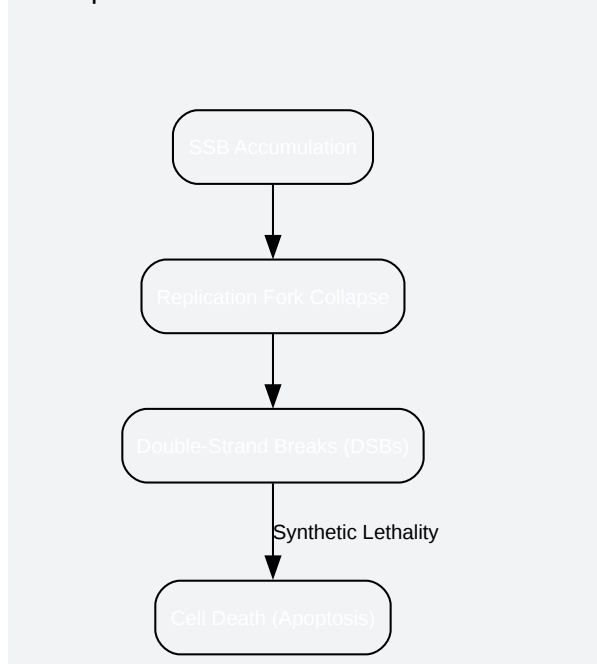 SSB Accumulation
Replication Fork Collapse
Double-Strand Breaks (DSBs)
Synthetic Lethality
Cell Death (Apoptosis)